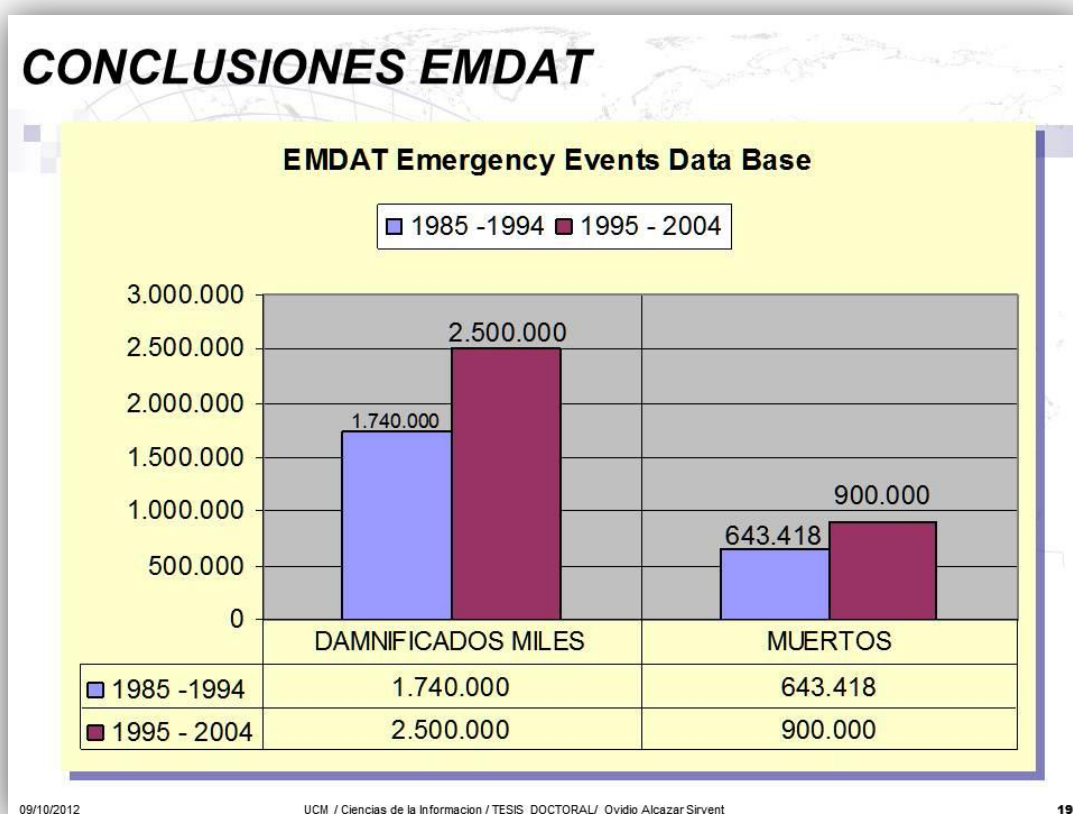 CONCLUSIONES EMDAT
EMDAT Emergency Events Data Base
1985 -1994 1995 - 2004
3.000.000
2.500.000
2.000.000
1.500.000
1.000.000
500.000
0
1.740.000
2.500.000
643.418
900.000
DAMNIFICADOS MILES MUERTOS
1985 -1994 1.740.000 643.418
1995 - 2004 2.500.000 900.000
09/10/2012 UCM / Ciencias de la Informacion / TESIS DOCTORAL/ Ovidio Alcazar Sirvent 19